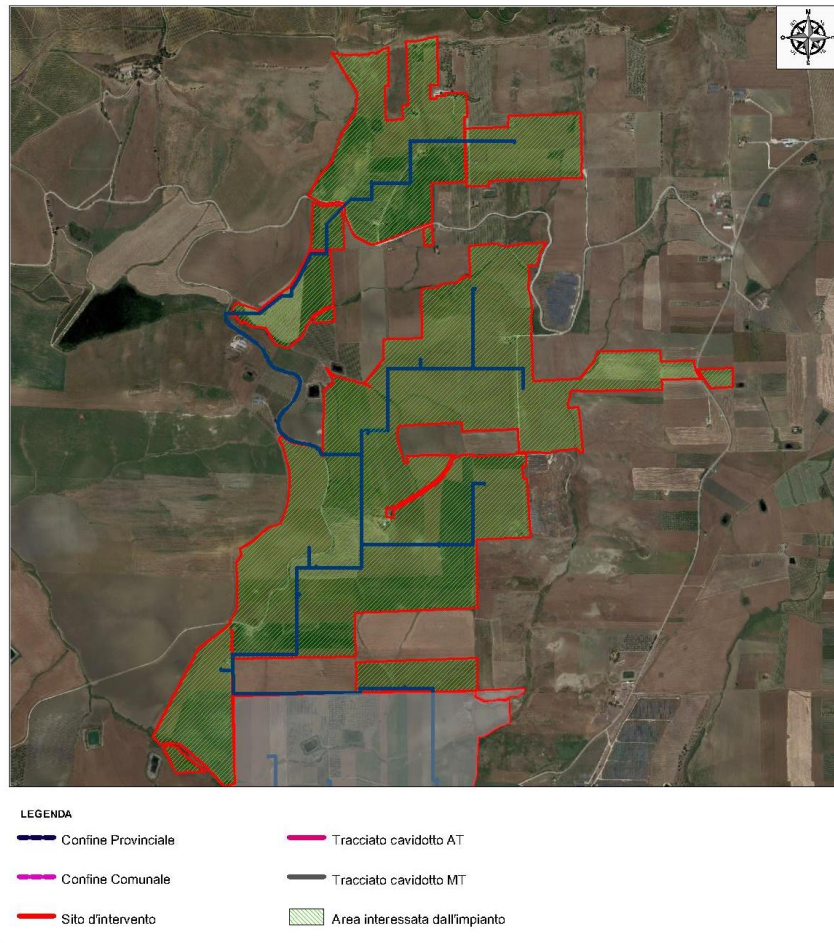 LEGENDA
Confine Provinciale
Tracciato cavidotto AT
Confine Comunale
Tracciato cavidotto MT
Sito d'intervento
Area interessata dall'impianto